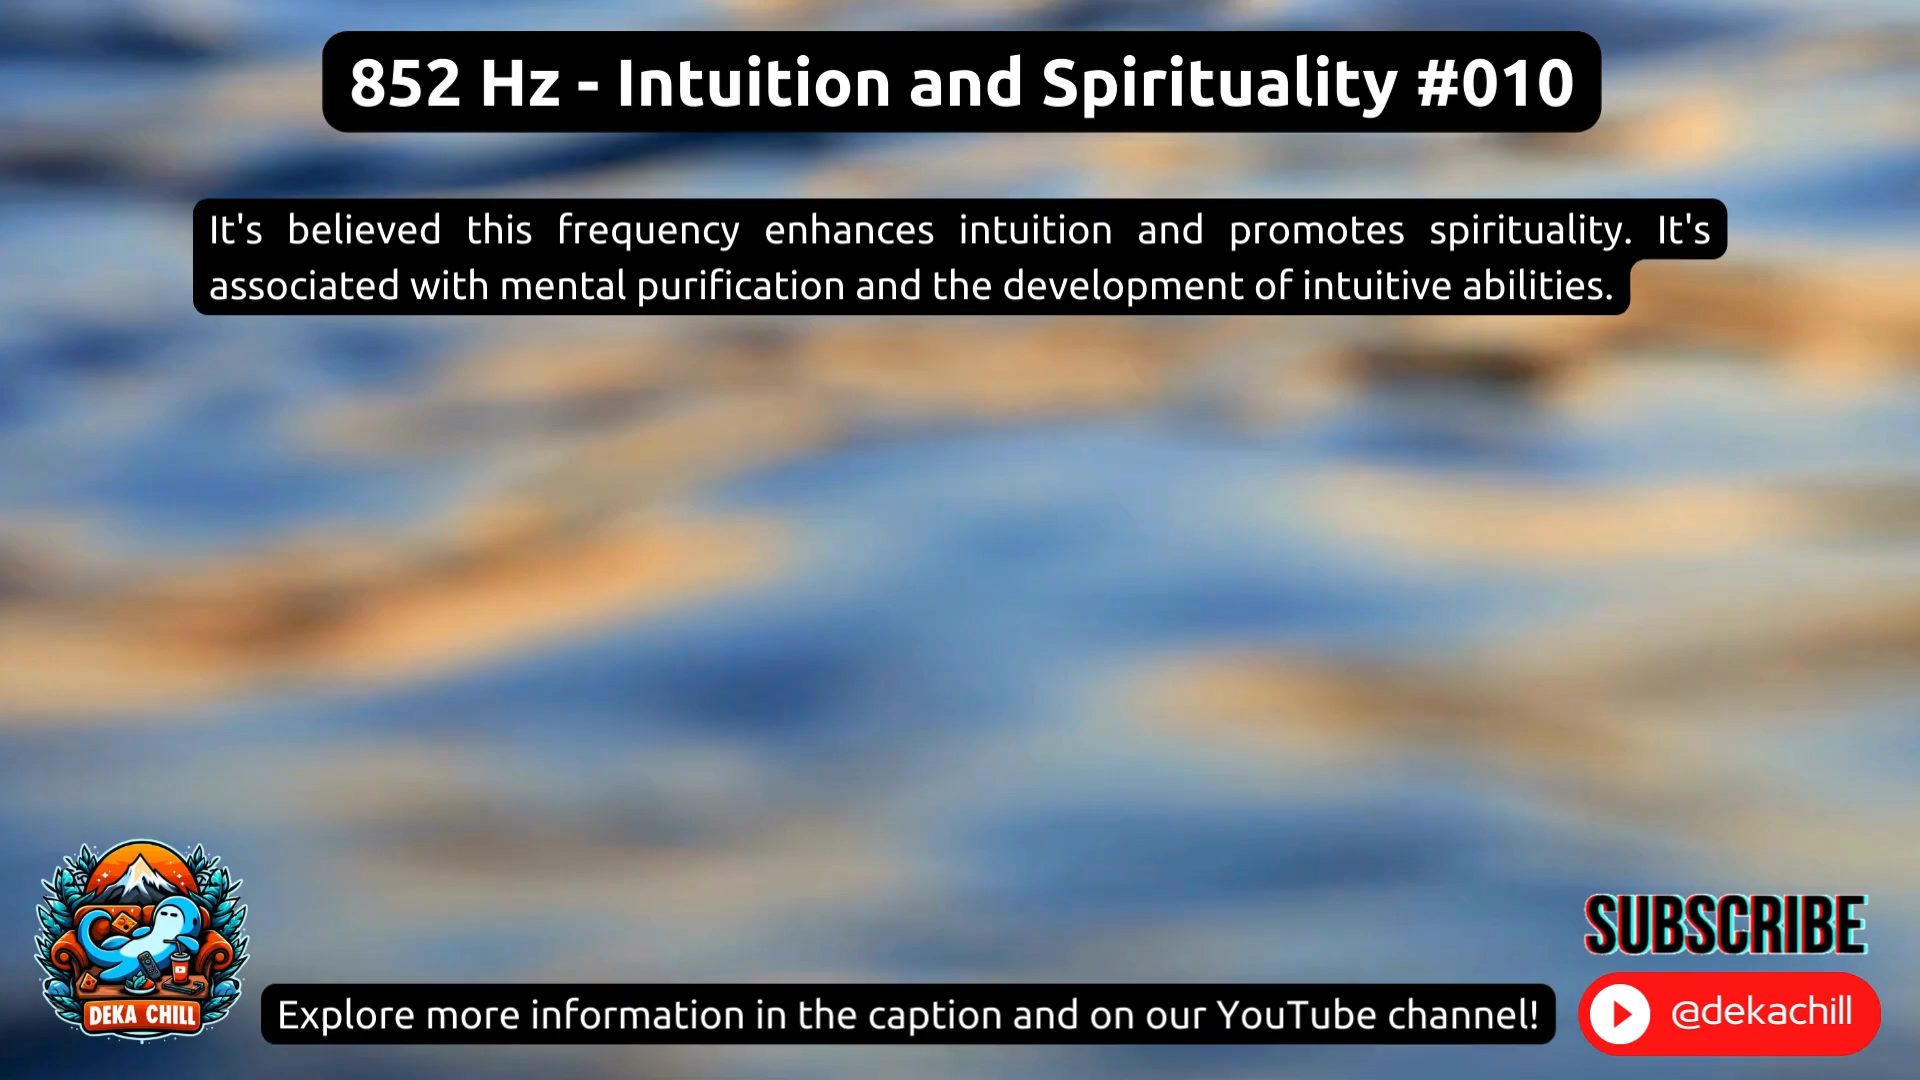 852 Hz - Intuition and Spirituality #010
It's believed this frequency enhances intuition and promotes spirituality. It's
associated with mental purification and the development of intuitive abilities.
DEKA CHILL
Explore more information in the caption and on our YouTube channel!
SUBSCRIBE
@dekachill